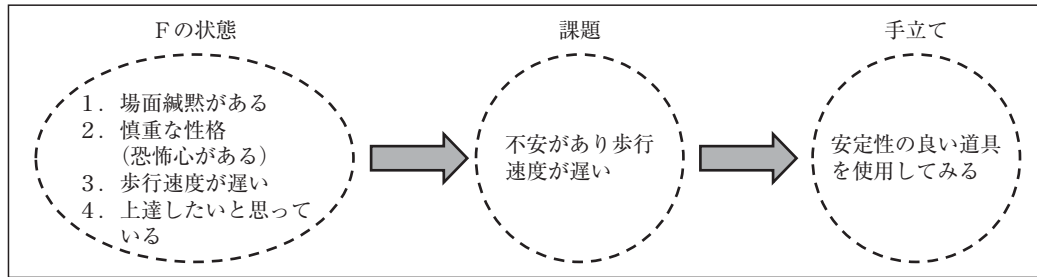 Fの状態
課題
手立て
1．場面緘黙がある
2．慎重な性格
(恐怖心がある)
3．歩行速度が遅い
4．上達したいと思って
いる
不安があり歩行
速度が遅い
安定性の良い道具
を使用してみる